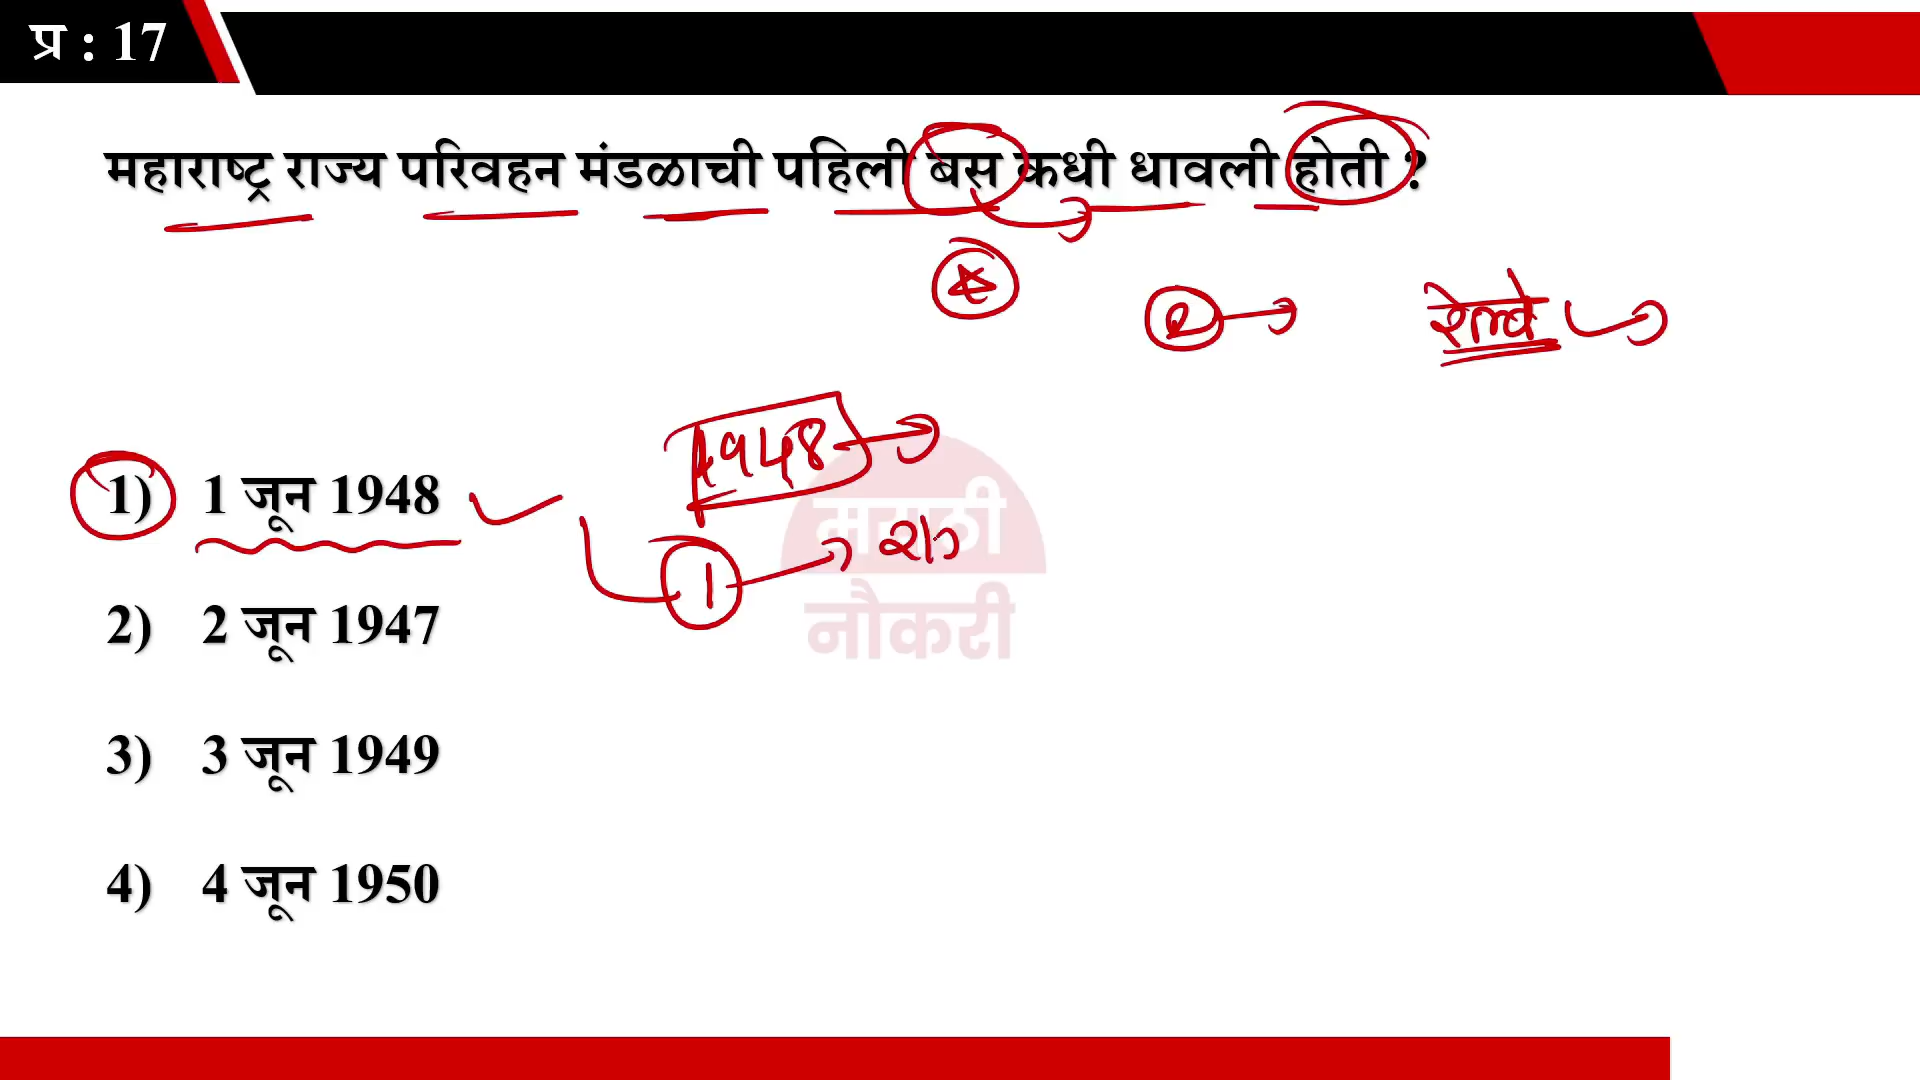 प्र : 17
महाराष्ट्र राज्य परिवहन मंडळाची पहिली बस कधी धावली होती ?
रेल्वे
1948
1) 1 जून 1948
1
मराठी
नौकरी
2) 2 जून 1947
3) 3 जून 1949
4) 4 जून 1950